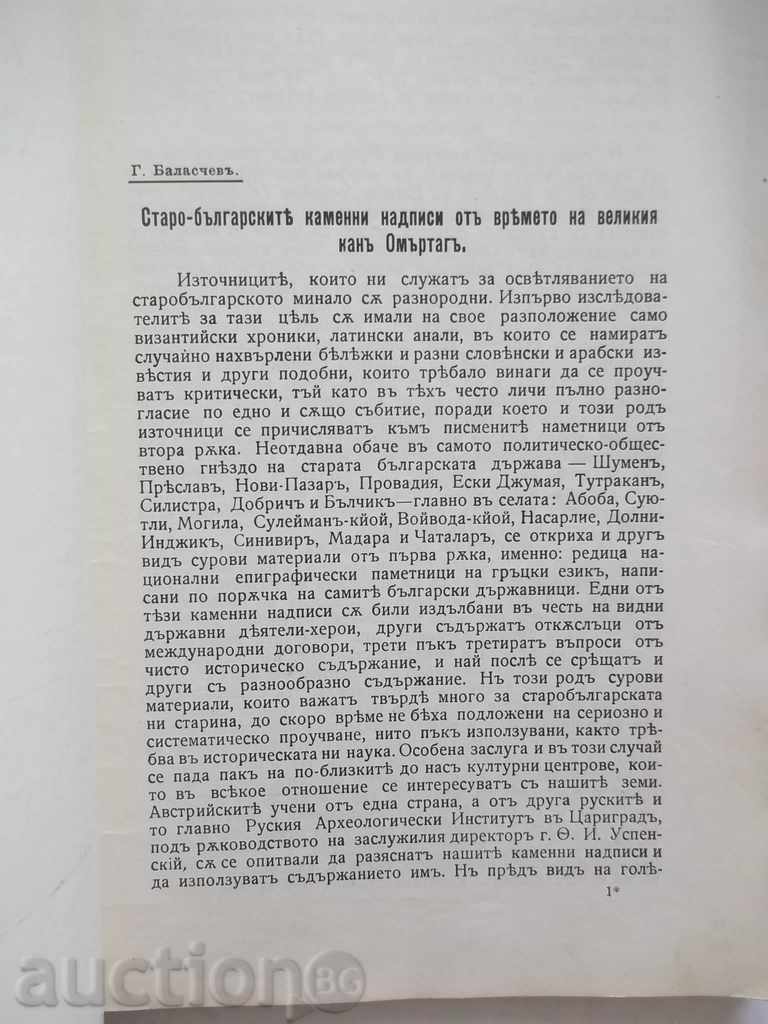 Г. Баласчевъ.
Старо-българскитѣ каменни надписи отъ врѣмето на великия
канъ Омъртагъ.
Източницитѣ, които ни служатъ за освѣтляванието на
старобългарското минало сѫ разнородни. Изпърво изслѣдова-
телитѣ за тази цѣль сѫ имали на свое разположение само
византийски хроники, латински анали, въ които се намиратъ
случайно нахвърлени бѣлѣжки и разни словѣнски и арабски из-
вѣстия и други подобни, които трѣбало винаги да се проуч-
ватъ критически, тъй като въ тѣхъ често личи пълно разно-
гласие по едно и сѫщо събитие, поради което и този родъ
източници се причисляватъ къмъ писменитѣ наметници отъ
втора рѫка. Неотдавна обаче въ самото политическо-общес-
твено гнѣздо на старата българската държава — Шуменъ,
Прѣславъ, Нови-Пазаръ, Провадия, Ески Джумая, Тутраканъ,
Силистра, Добричъ и Бълчикъ—главно въ селата: Абоба, Сую-
тли, Могила, Сулейманъ-кйой, Войвода-кйой, Насарлие, Долни-
Инджикъ, Синивиръ, Мадара и Чаталаръ, се откриха и другъ
видъ сурови материали отъ първа рѫка, именно: редица на-
ционални епиграфически паметници на гръцки езикъ, напи-
сани по порѫчка на самитѣ български държавници. Едни отъ
тѣзи каменни надписи сѫ били издълбани въ честь на видни
държавни дѣятели-херои, други съдържатъ откѫслъци отъ
международни договори, трети пъкъ третиратъ въпроси отъ
чисто историческо съдържание, и най послѣ се срѣщатъ и
други съ разнообразно съдържание. Нъ този родъ сурови
материали, които важатъ твърдѣ много за старобългарската
ни старина, до скоро врѣме не бѣха подложени на сериозно и
систематическо проучване, нито пъкъ използувани, както трѣ-
бва въ историческата ни наука. Особена заслуга и въ този случай
се пада пакъ на по-близкитѣ до насъ културни центрове, кои-
то въ всѣкое отношение се интересуватъ съ нашитѣ земи.
Австрийскитѣ учени отъ една страна, а отъ друга рускитѣ и
то главно Руския Археологически Институтъ въ Цариградъ,
подъ рѫководството на заслужилия директоръ г. Ѳ. И. Успен-
скій, сѫ се опитвали да разяснатъ нашитѣ каменни надписи и
да използуватъ съдържанието имъ. Нъ прѣдъ видъ на голѣ-
1*
auction BG